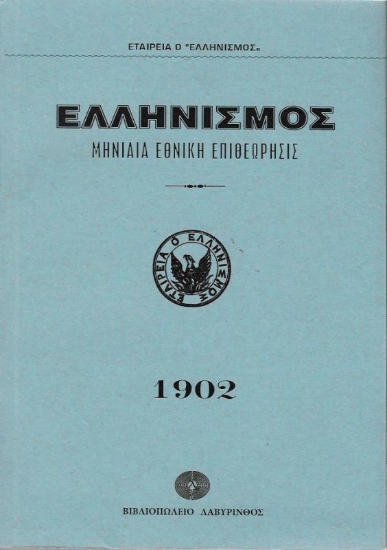 ΕΤΑΙΡΕΙΑ Ο "ΕΛΛΗΝΙΣΜΟΣ"
ΕΛΛΗΝΙΣΜΟΣ
ΜΗΝΙΑΙΑ ΕΘΝΙΚΗ ΕΠΙΘΕΩΡΗΣΙΣ
ΕΤΑΙΡΕΙΑ Ο ΕΛΛΗΝΙΣΜΟΣ
1902
ΒΙΒΛΙΟΠΩΛΕΙΟ ΛΑΒΥΡΙΝΘΟΣ